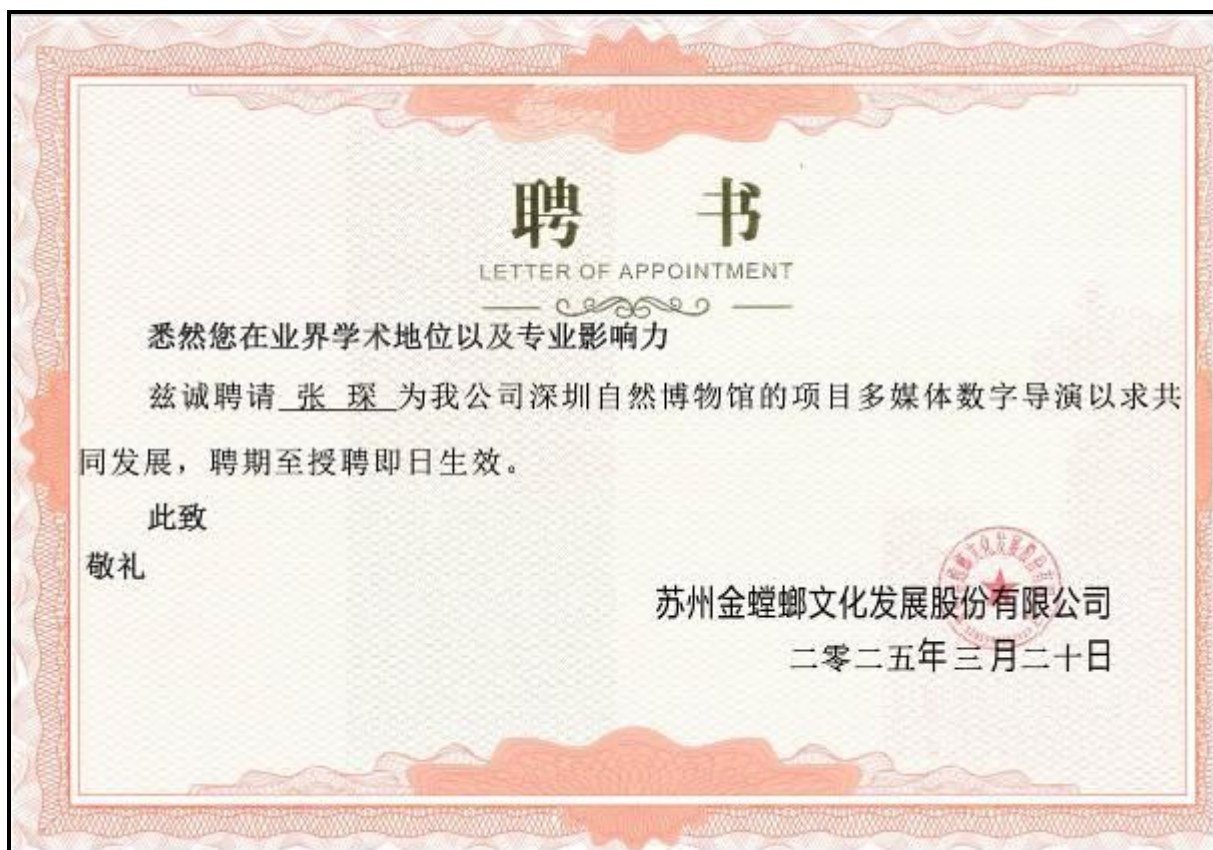 聘 书
LETTER OF APPOINTMENT
悉然您在业界学术地位以及专业影响力
兹诚聘请 张 琛 为我公司深圳自然博物馆的项目多媒体数字导演以求共
同发展，聘期至授聘即日生效。
此致
敬礼
苏州金螳螂文化发展股份有限公司
二零二五年三月二十日